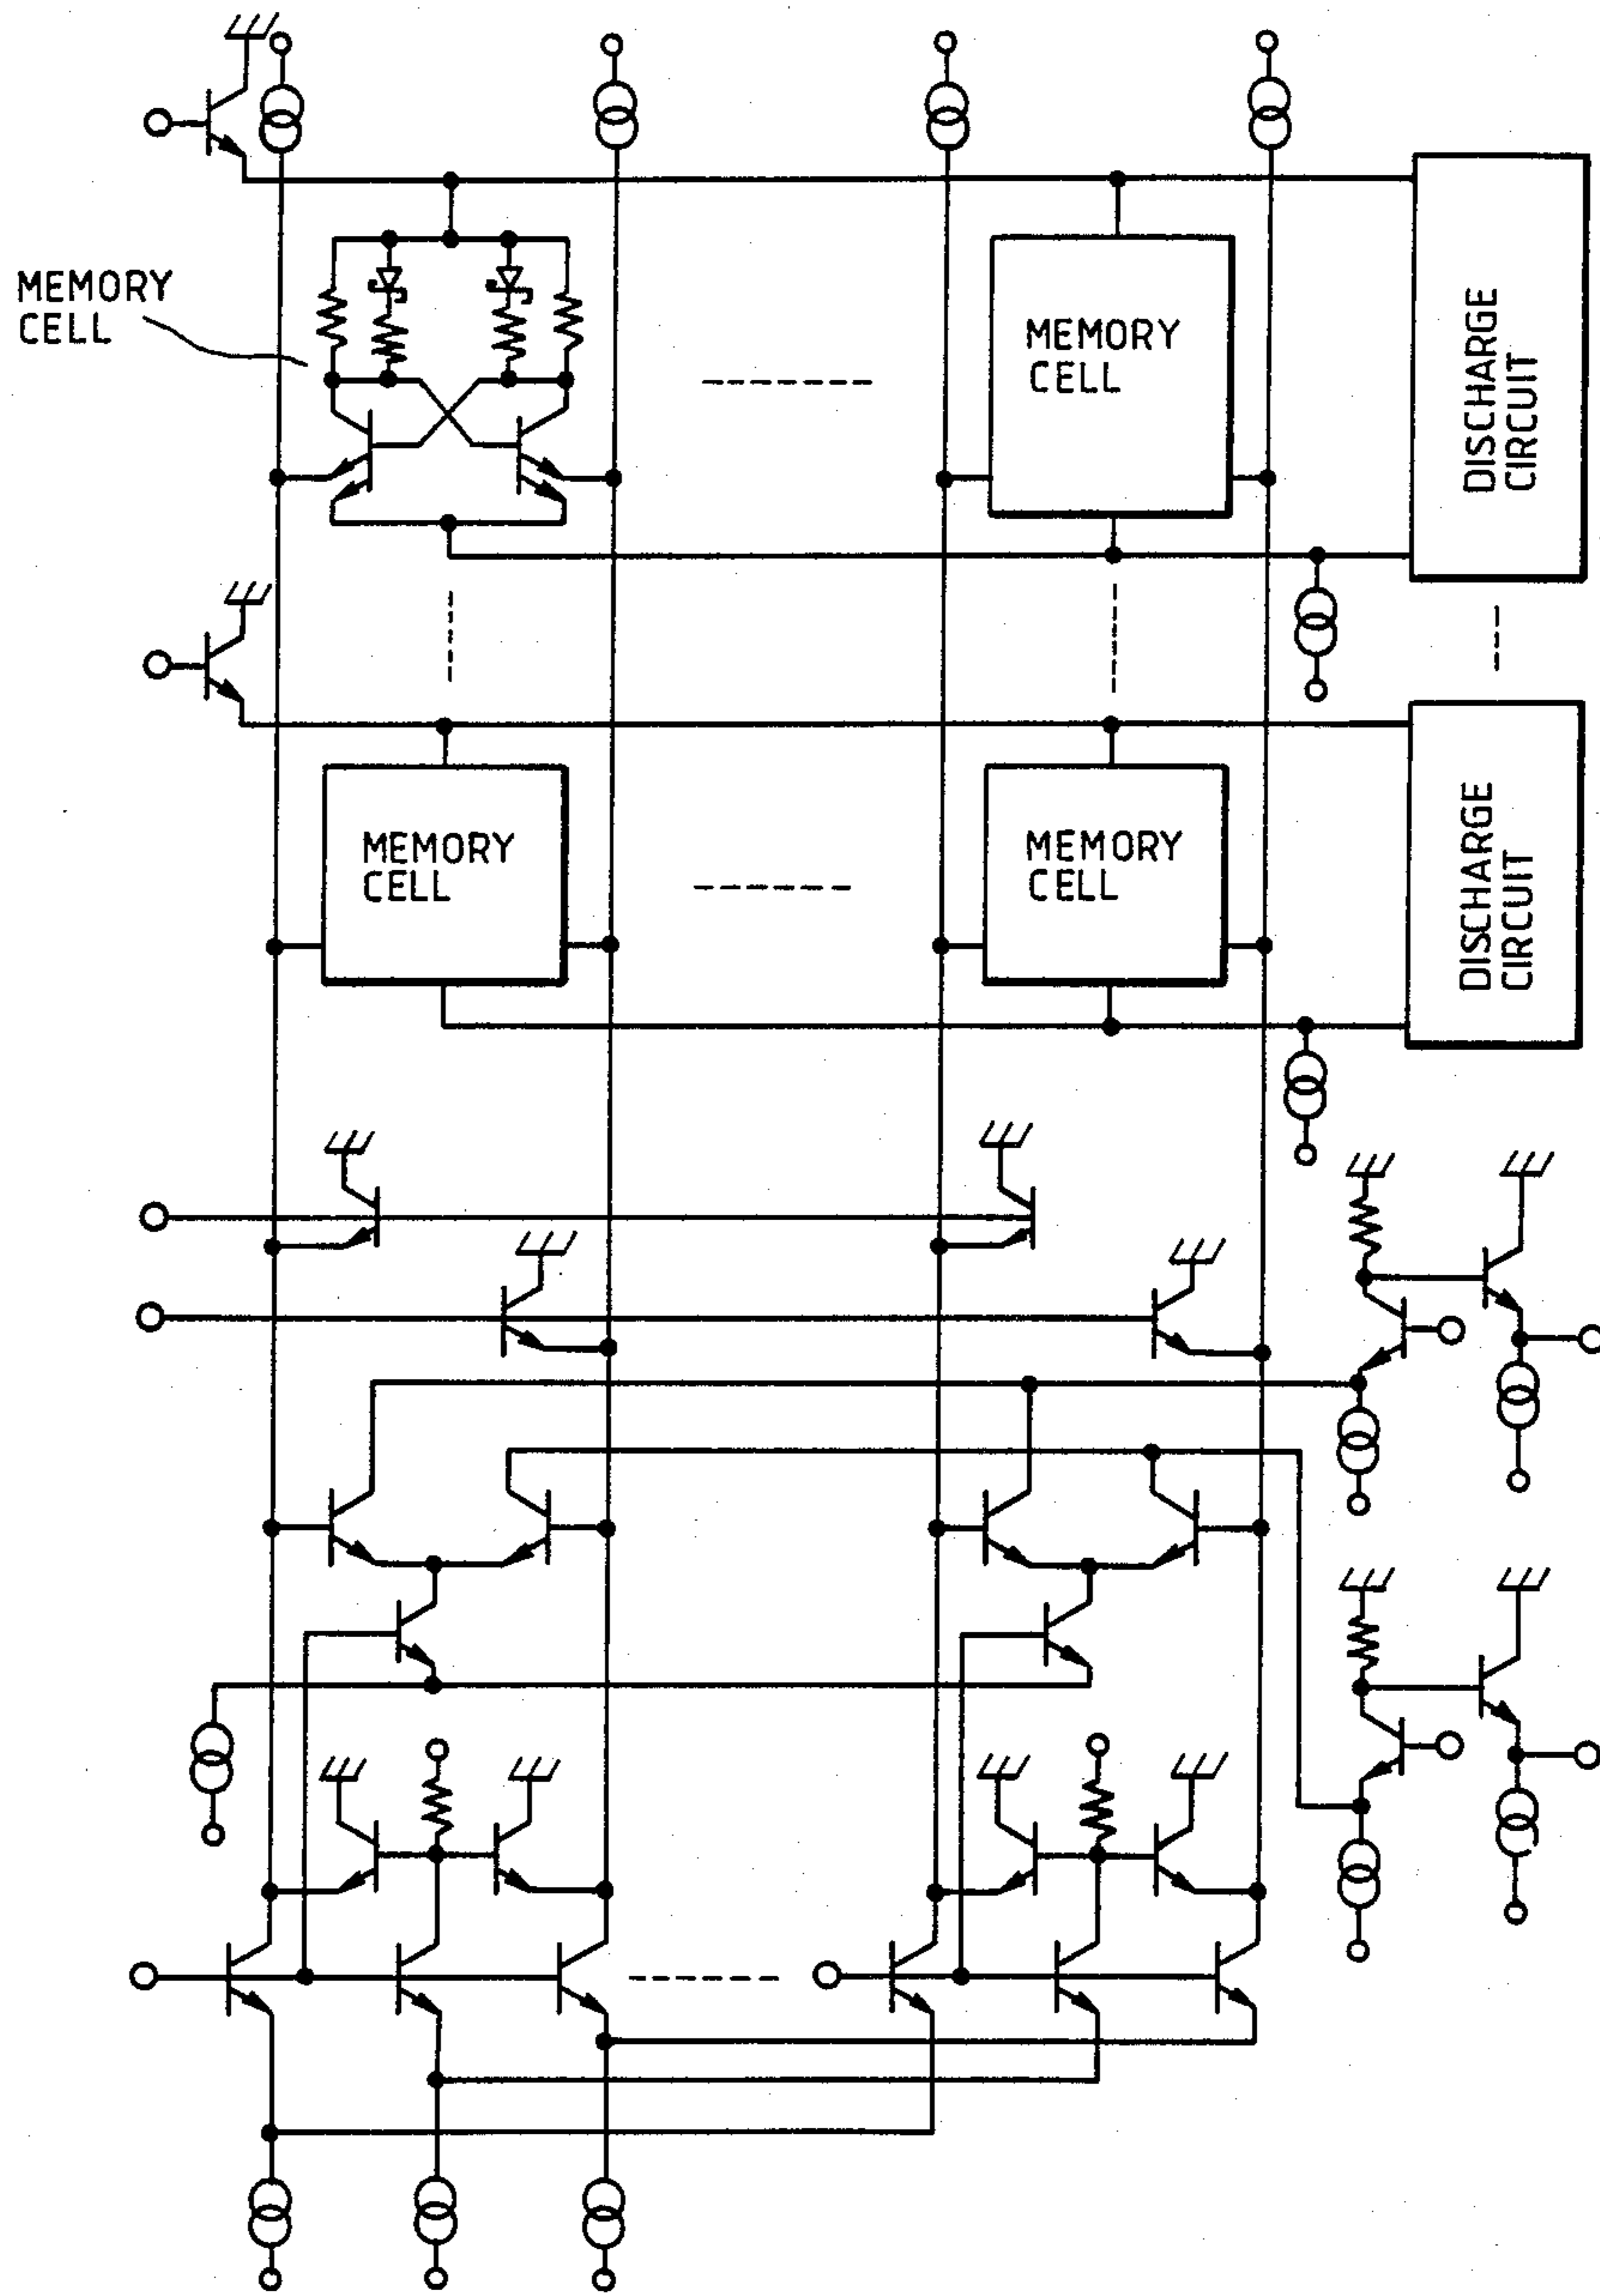 MEMORY
CELL
MEMORY
CELL
DISCHARGE
CIRCUIT
MEMORY
CELL
MEMORY
CELL
DISCHARGE
CIRCUIT